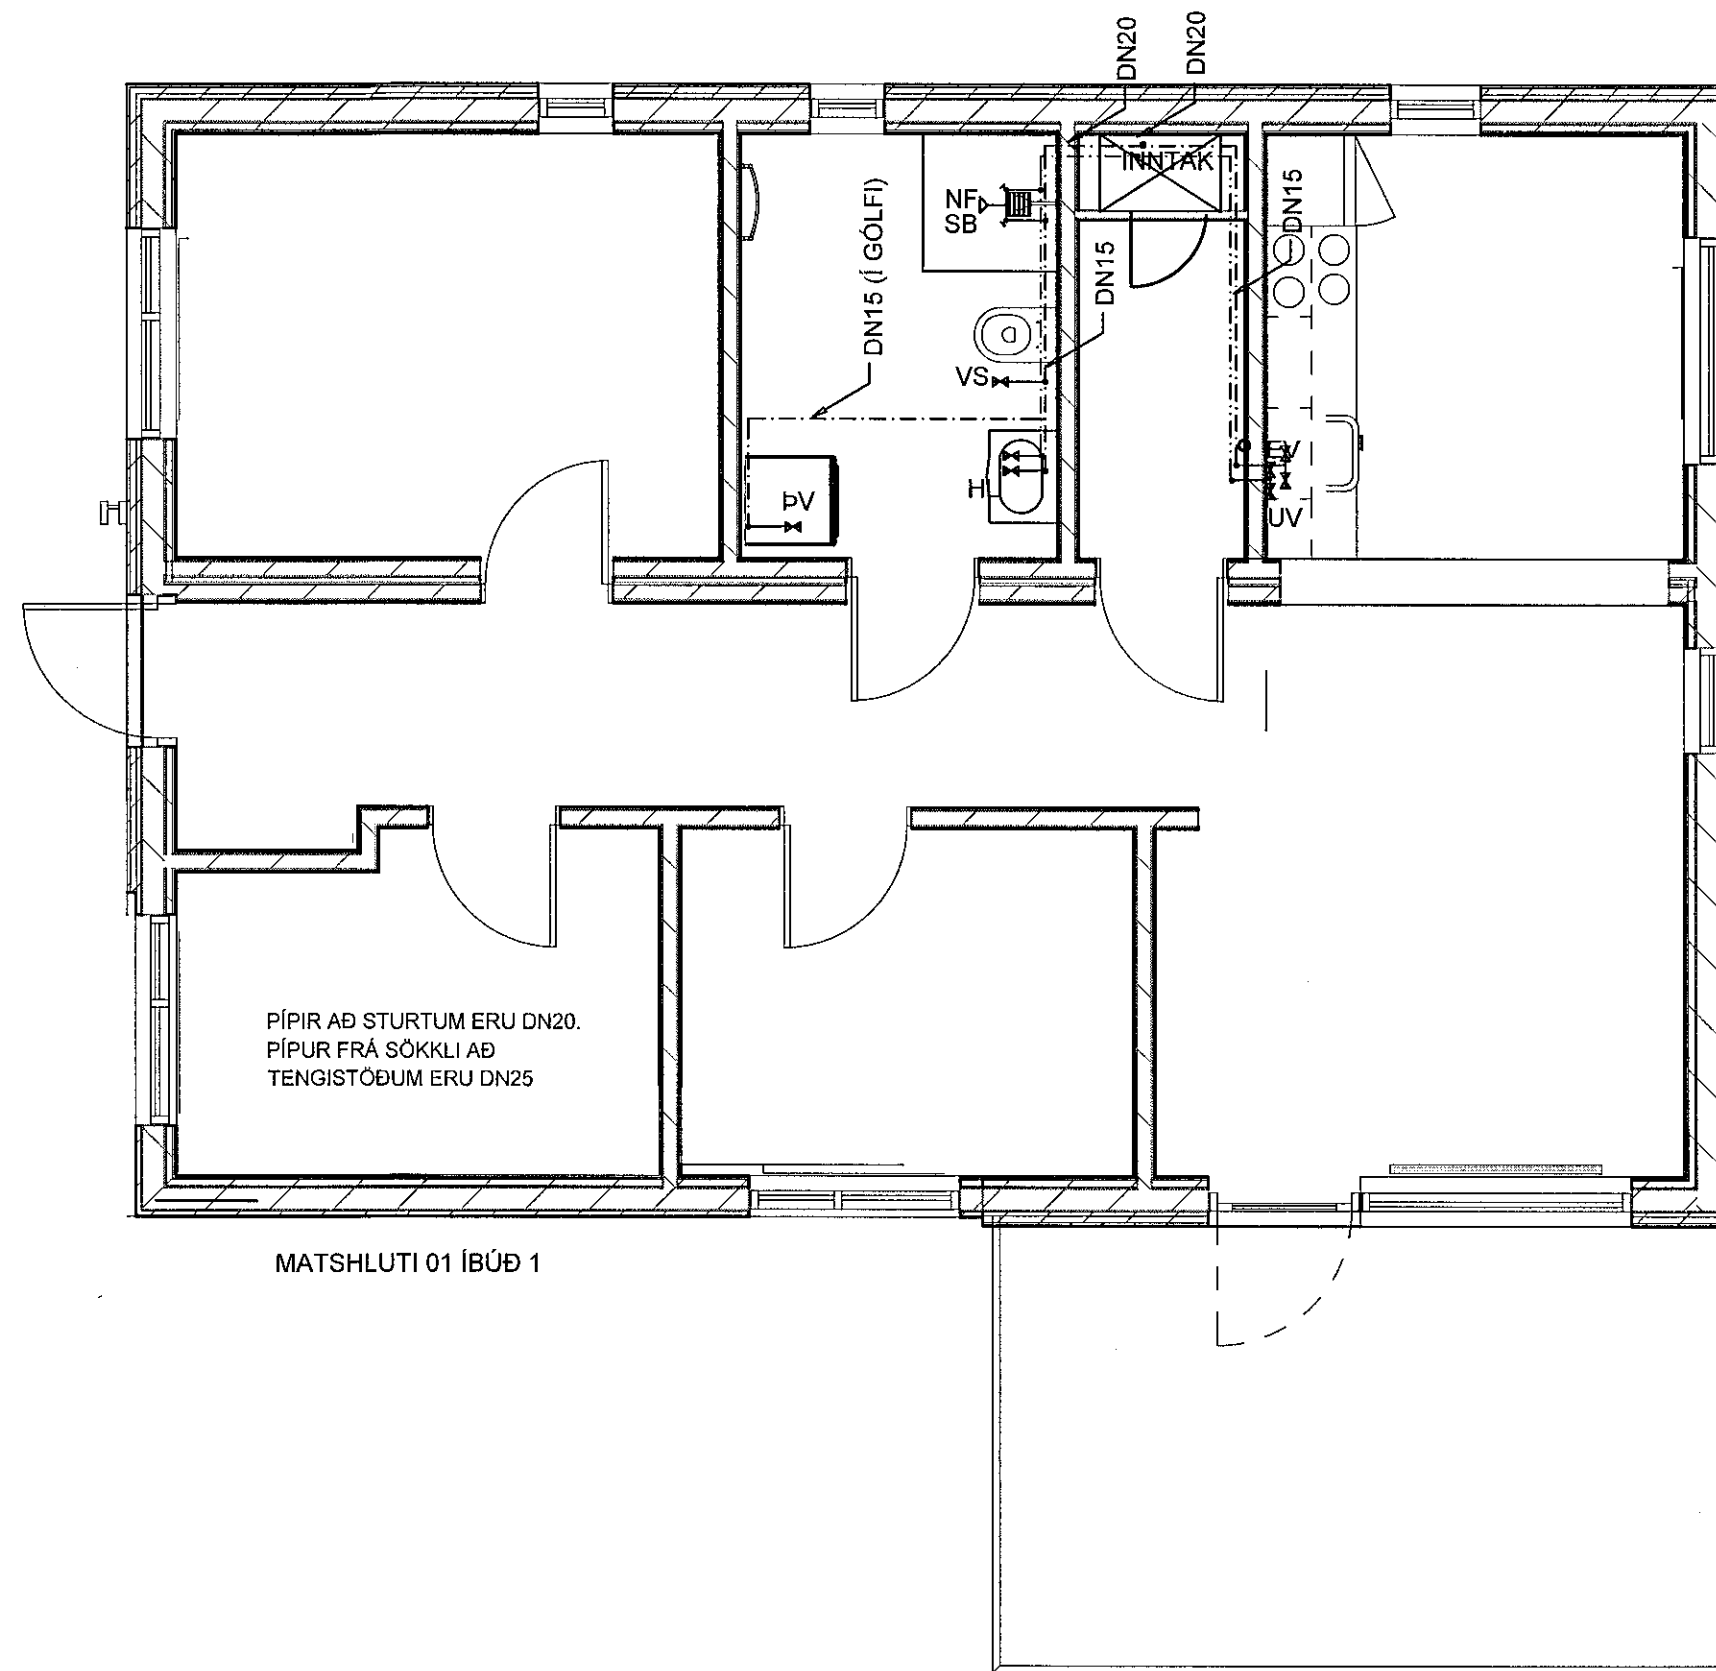 DN20
DN20
INNTAK
DN15 (Í GÓLFI)
NF
SB
DN15
DN15
VS
H
ÞV
UV
PÍPIR AÐ STURTUM ERU DN20.
PÍPUR FRÁ SÖKKLI AÐ
TENGISTÖÐUM ERU DN25
MATSHLUTI 01 ÍBÚÐ 1